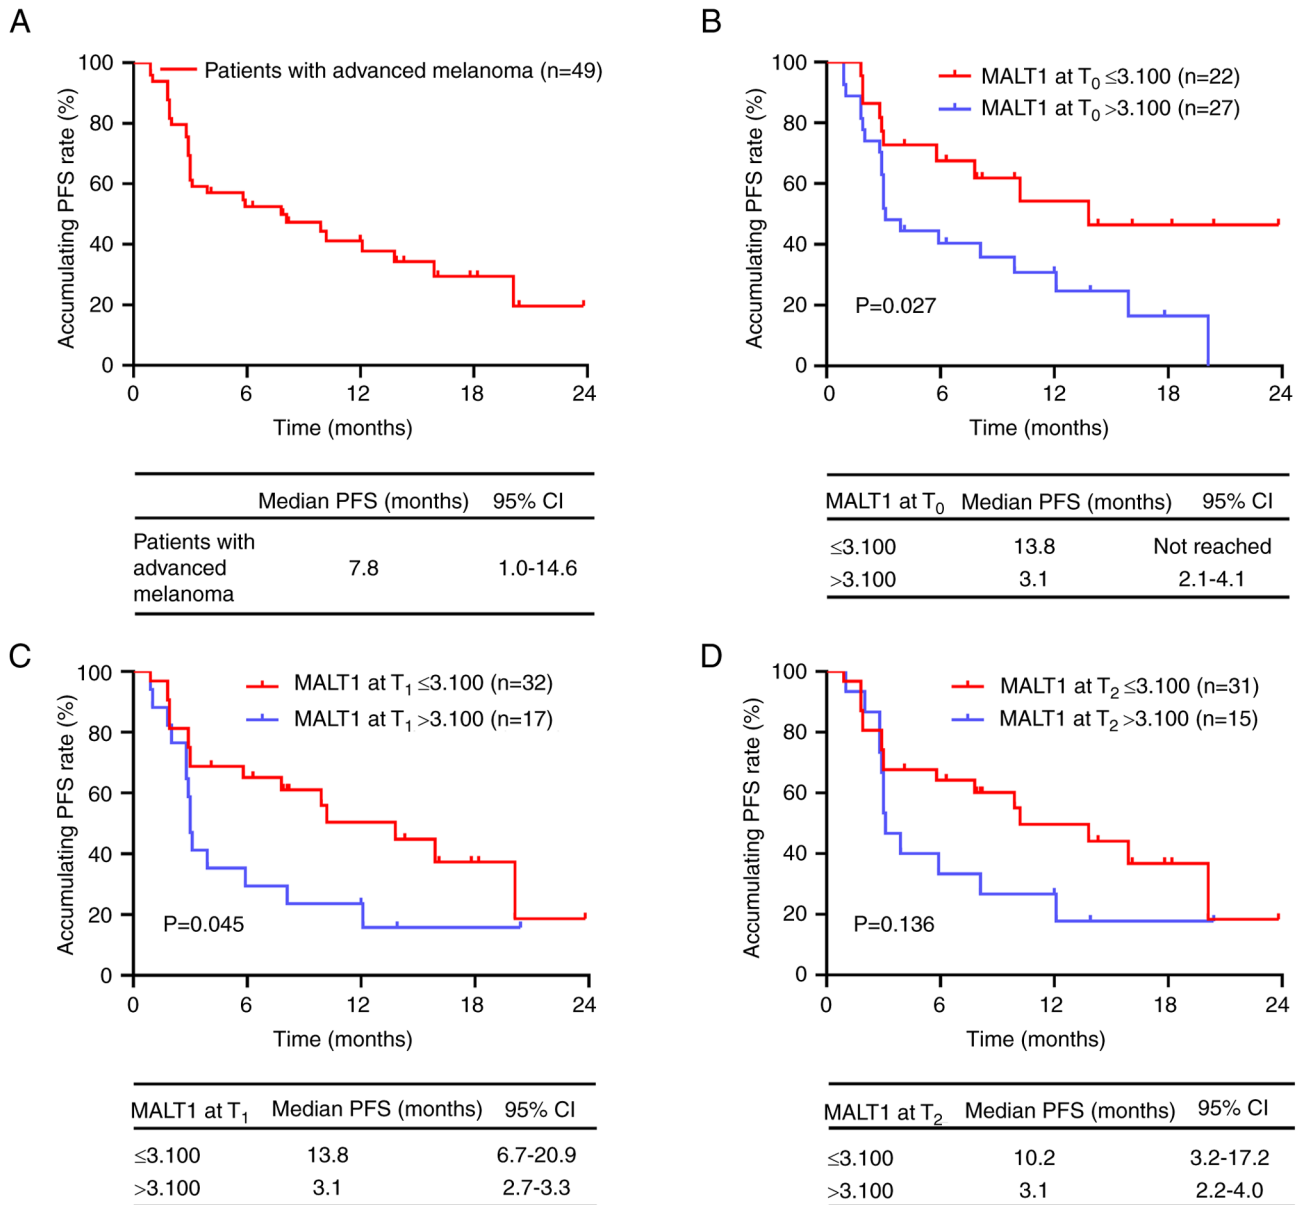 A
Accumulating PFS rate (%)
100
80
60
40
20
0
Patients with advanced melanoma (n=49)
0 6 12 18 24
Time (months)
Median PFS (months) 95% CI
Patients with
advanced
melanoma
7.8 1.0-14.6
B
Accumulating PFS rate (%)
100
80
60
40
20
0
MALT1 at T0 ≤3.100 (n=22)
MALT1 at T0 >3.100 (n=27)
P=0.027
0 6 12 18 24
Time (months)
MALT1 at T0 Median PFS (months) 95% CI
≤3.100 13.8 Not reached
>3.100 3.1 2.1-4.1
C
Accumulating PFS rate (%)
100
80
60
40
20
0
MALT1 at T1 ≤3.100 (n=32)
MALT1 at T1 >3.100 (n=17)
P=0.045
0 6 12 18 24
Time (months)
MALT1 at T1 Median PFS (months) 95% CI
≤3.100 13.8 6.7-20.9
>3.100 3.1 2.7-3.3
D
Accumulating PFS rate (%)
100
80
60
40
20
0
MALT1 at T2 ≤3.100 (n=31)
MALT1 at T2 >3.100 (n=15)
P=0.136
0 6 12 18 24
Time (months)
MALT1 at T2 Median PFS (months) 95% CI
≤3.100 10.2 3.2-17.2
>3.100 3.1 2.2-4.0